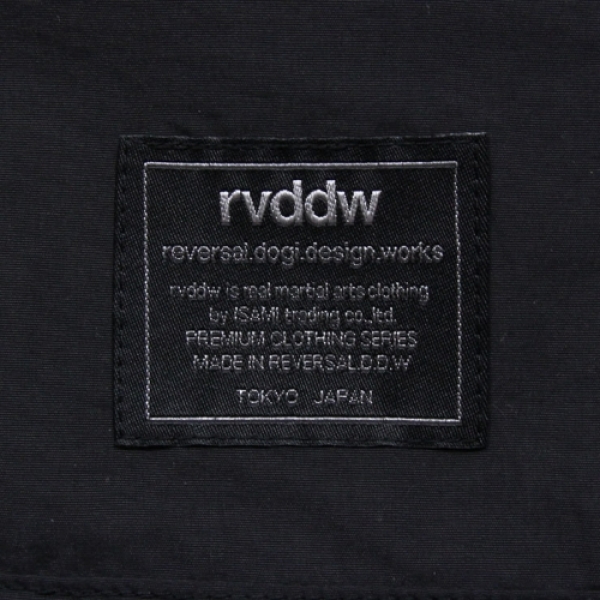 rvddw
reversal.dogi.design.works
rvddw is real martial arts clothing
by ISAMI trading co.,ltd.
PREMIUM CLOTHING SERIES
MADE IN REVERSAL.D.D.W
TOKYO JAPAN